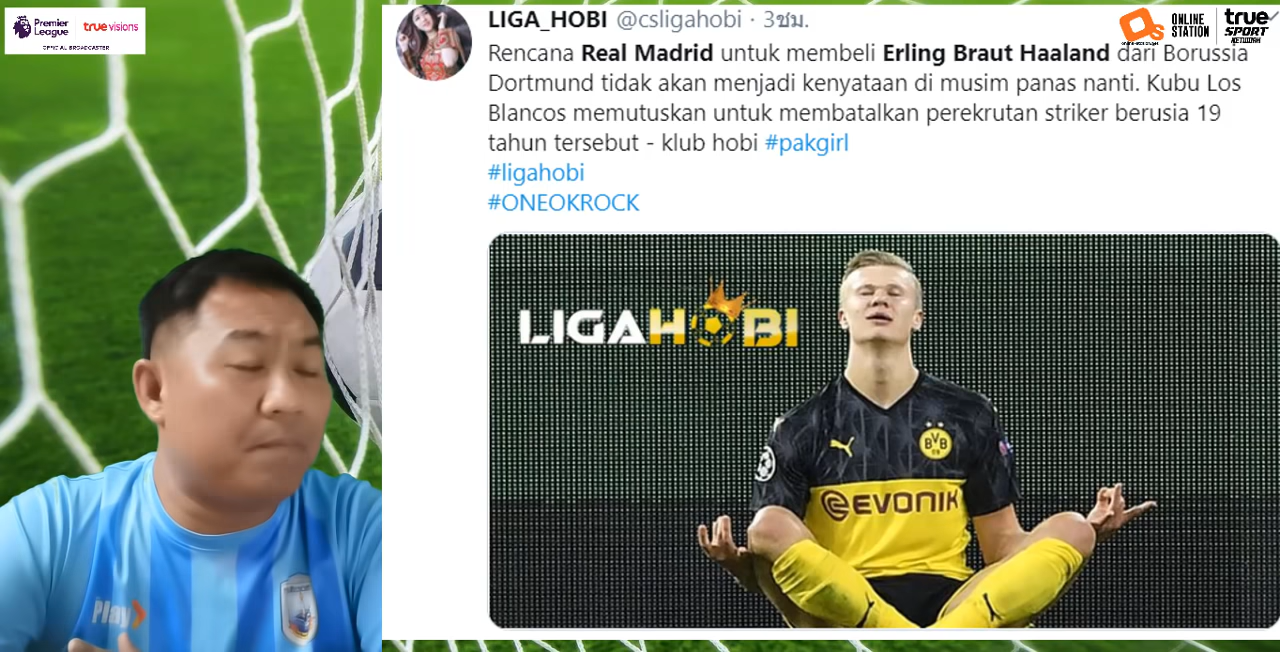 Premier League
true visions
OFFICIAL BROADCASTER
LIGA_HOBI @csligahobi · 3ชม.
ONLINE STATION
true SPORT
Rencana Real Madrid untuk membeli Erling Braut Haaland dari Borussia
Dortmund tidak akan menjadi kenyataan di musim panas nanti. Kubu Los
Blancos memutuskan untuk membatalkan perekrutan striker berusia 19
tahun tersebut - klub hobi #pakgirl
#ligahobi
#ONEOKROCK
LIGAHOBI
BVB
09
EVONIK
Play